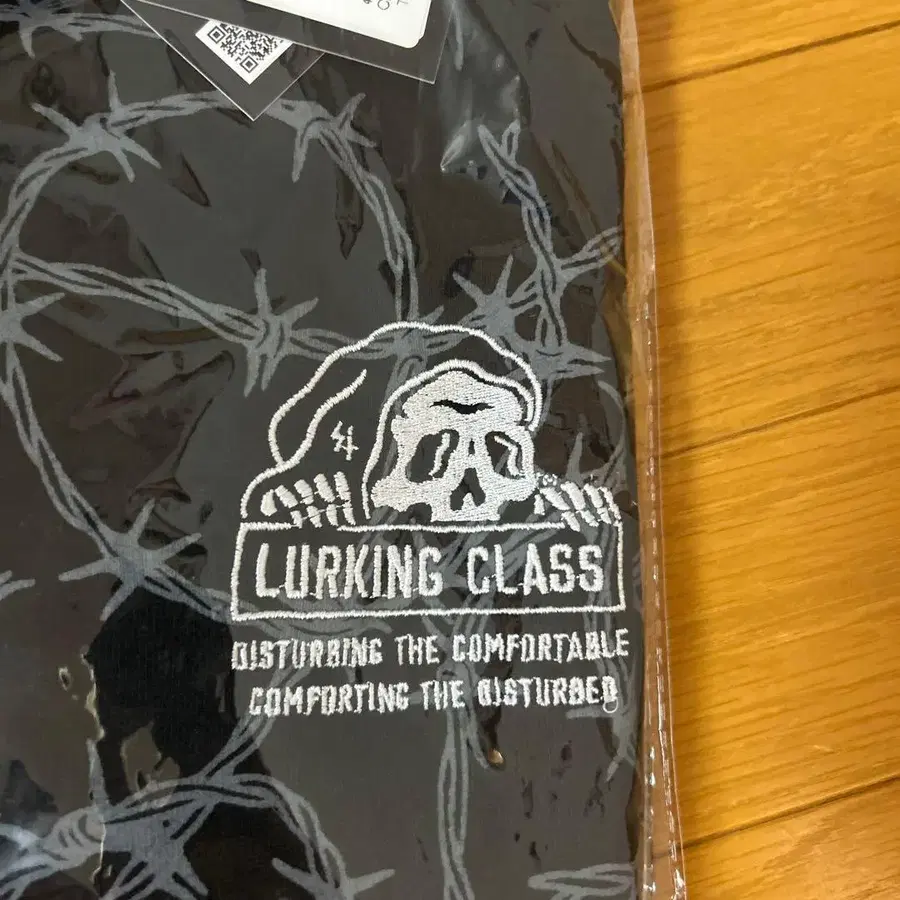 LURKING CLASS
DISTURBING THE COMFORTABLE
COMFORTING THE DISTURBED